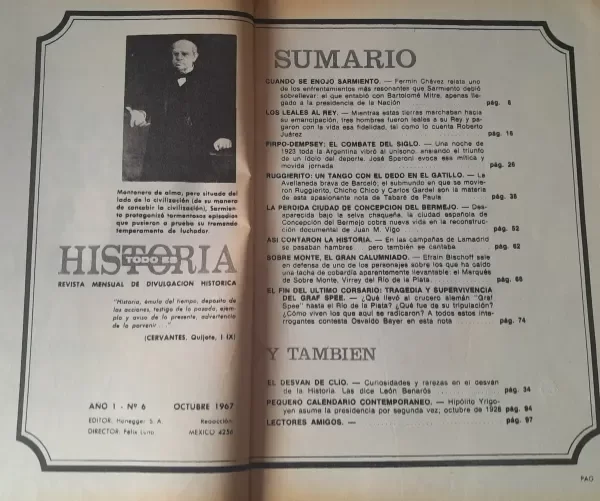 Montonero de alma, pero situado del
lado de la civilización (de su manera
de concebir la civilización), Sarmien-
to protagonizó tormentosos episodios
que pusieron a prueba su tremendo
temperamento de luchador.
TODO ES
HISTORIA
REVISTA MENSUAL DE DIVULGACION HISTORICA
"Historia, émula del tiempo, depósito de
las acciones, testigo de lo pasado, ejem-
plo y aviso de lo presente, advertencia
de lo porvenir..."
(CERVANTES, Quijote, I IX)
AÑO 1 - Nº 6 OCTUBRE 1967
EDITOR: Honegger S. A. Redacción:
DIRECTOR: Félix Luna MEXICO 4256
SUMARIO
CUANDO SE ENOJO SARMIENTO. — Fermín Chávez relata uno
de los enfrentamientos más resonantes que Sarmiento debió
sobrellevar: el que entabló con Bartolomé Mitre, apenas lle-
gado a la presidencia de la Nación pág. 8
LOS LEALES AL REY. — Mientras estas tierras marchaban hacia
su emancipación, tres hombres fueron leales a su Rey y pa-
garon con la vida esa fidelidad, tal como lo cuenta Roberto
Juárez pág. 18
FIRPO-DEMPSEY: EL COMBATE DEL SIGLO. — Una noche de
1923 toda la Argentina vibró al unísono, ansiando el triunfo
de un ídolo del deporte. José Speroni evoca esa mítica y
movida jornada pág. 26
RUGGIERITO: UN TANGO CON EL DEDO EN EL GATILLO. — La
Avellaneda brava de Barceló; el submundo en que se movie-
ron Ruggierito, Chicho Chico y Carlos Gardel son la materia
de esta apasionante nota de Tabaré de Paula pág. 38
LA PERDIDA CIUDAD DE CONCEPCION DEL BERMEJO. — Des-
aparecida bajo la selva chaqueña, la ciudad española de
Concepción del Bermejo cobra nueva vida en la reconstruc-
ción documental de Juan M. Vigo pág. 52
ASI CONTARON LA HISTORIA. — En las campañas de Lamadrid
se pasaban hambres... pero también se cantaba pág. 62
SOBRE MONTE, EL GRAN CALUMNIADO. — Efraín Bischoff sale
en defensa de uno de los personajes sobre los que ha caído
una tacha de cobardía aparentemente ilevantable: el Marqués
de Sobre Monte, Virrey del Río de la Plata. pág. 68
EL FIN DEL ULTIMO CORSARIO: TRAGEDIA Y SUPERVIVENCIA
DEL GRAF SPEE. — ¿Qué llevó al crucero alemán "Graf
Spee" hasta el Río de la Plata? ¿Qué fue de su tripulación?
¿Cómo viven los que aquí se radicaron? A todos estos inte-
rrogantes contesta Osvaldo Bayer en esta nota pág. 74
Y TAMBIEN
EL DESVAN DE CLIO. — Curiosidades y rarezas en el desván
de la Historia. Las dice León Benarós pág. 34
PEQUEÑO CALENDARIO CONTEMPORANEO. — Hipólito Yrigo-
yen asume la presidencia por segunda vez; octubre de 1928 pág. 94
LECTORES AMIGOS. — pág. 97
PAG